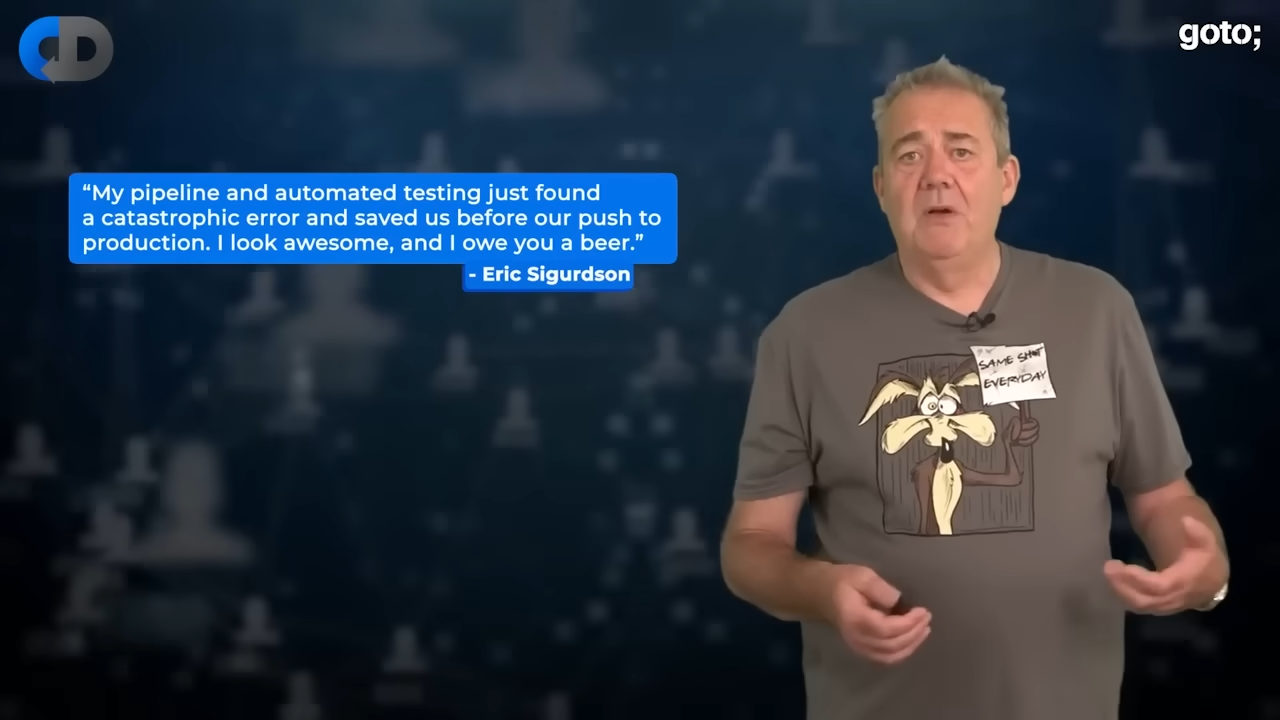 goto;
“My pipeline and automated testing just found
a catastrophic error and saved us before our push to
production. I look awesome, and I owe you a beer.”
- Eric Sigurdson
SAME SH*T
EVERYDAY